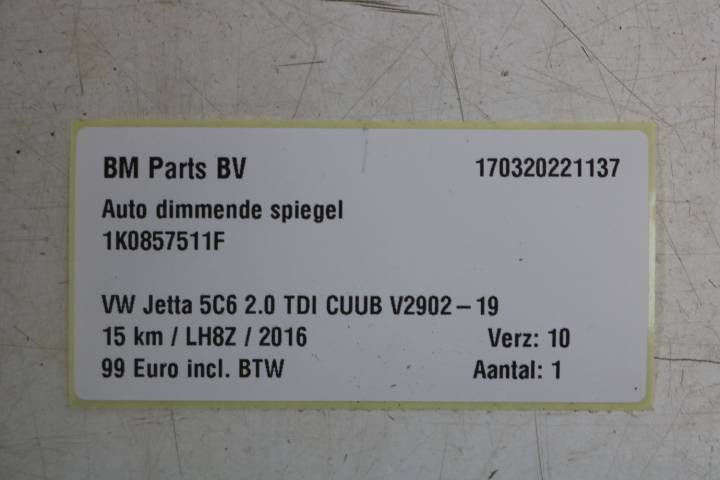 BM Parts BV 170320221137
Auto dimmende spiegel
1K0857511F
VW Jetta 5C6 2.0 TDI CUUB V2902 – 19
15 km / LH8Z / 2016 Verz: 10
99 Euro incl. BTW Aantal: 1